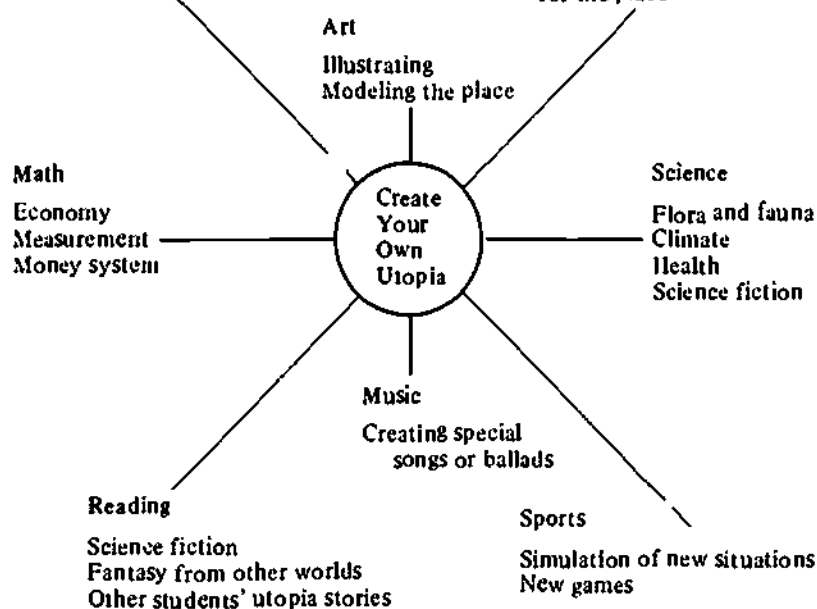 Art
Illustrating
Modeling the place
Math
Economy
Measurement
Money system
Create
Your
Own
Utopia
Science
Flora and fauna
Climate
Health
Science fiction
Music
Creating special
songs or ballads
Reading
Science fiction
Fantasy from other worlds
Other students' utopia stories
Sports
Simulation of new situations
New games